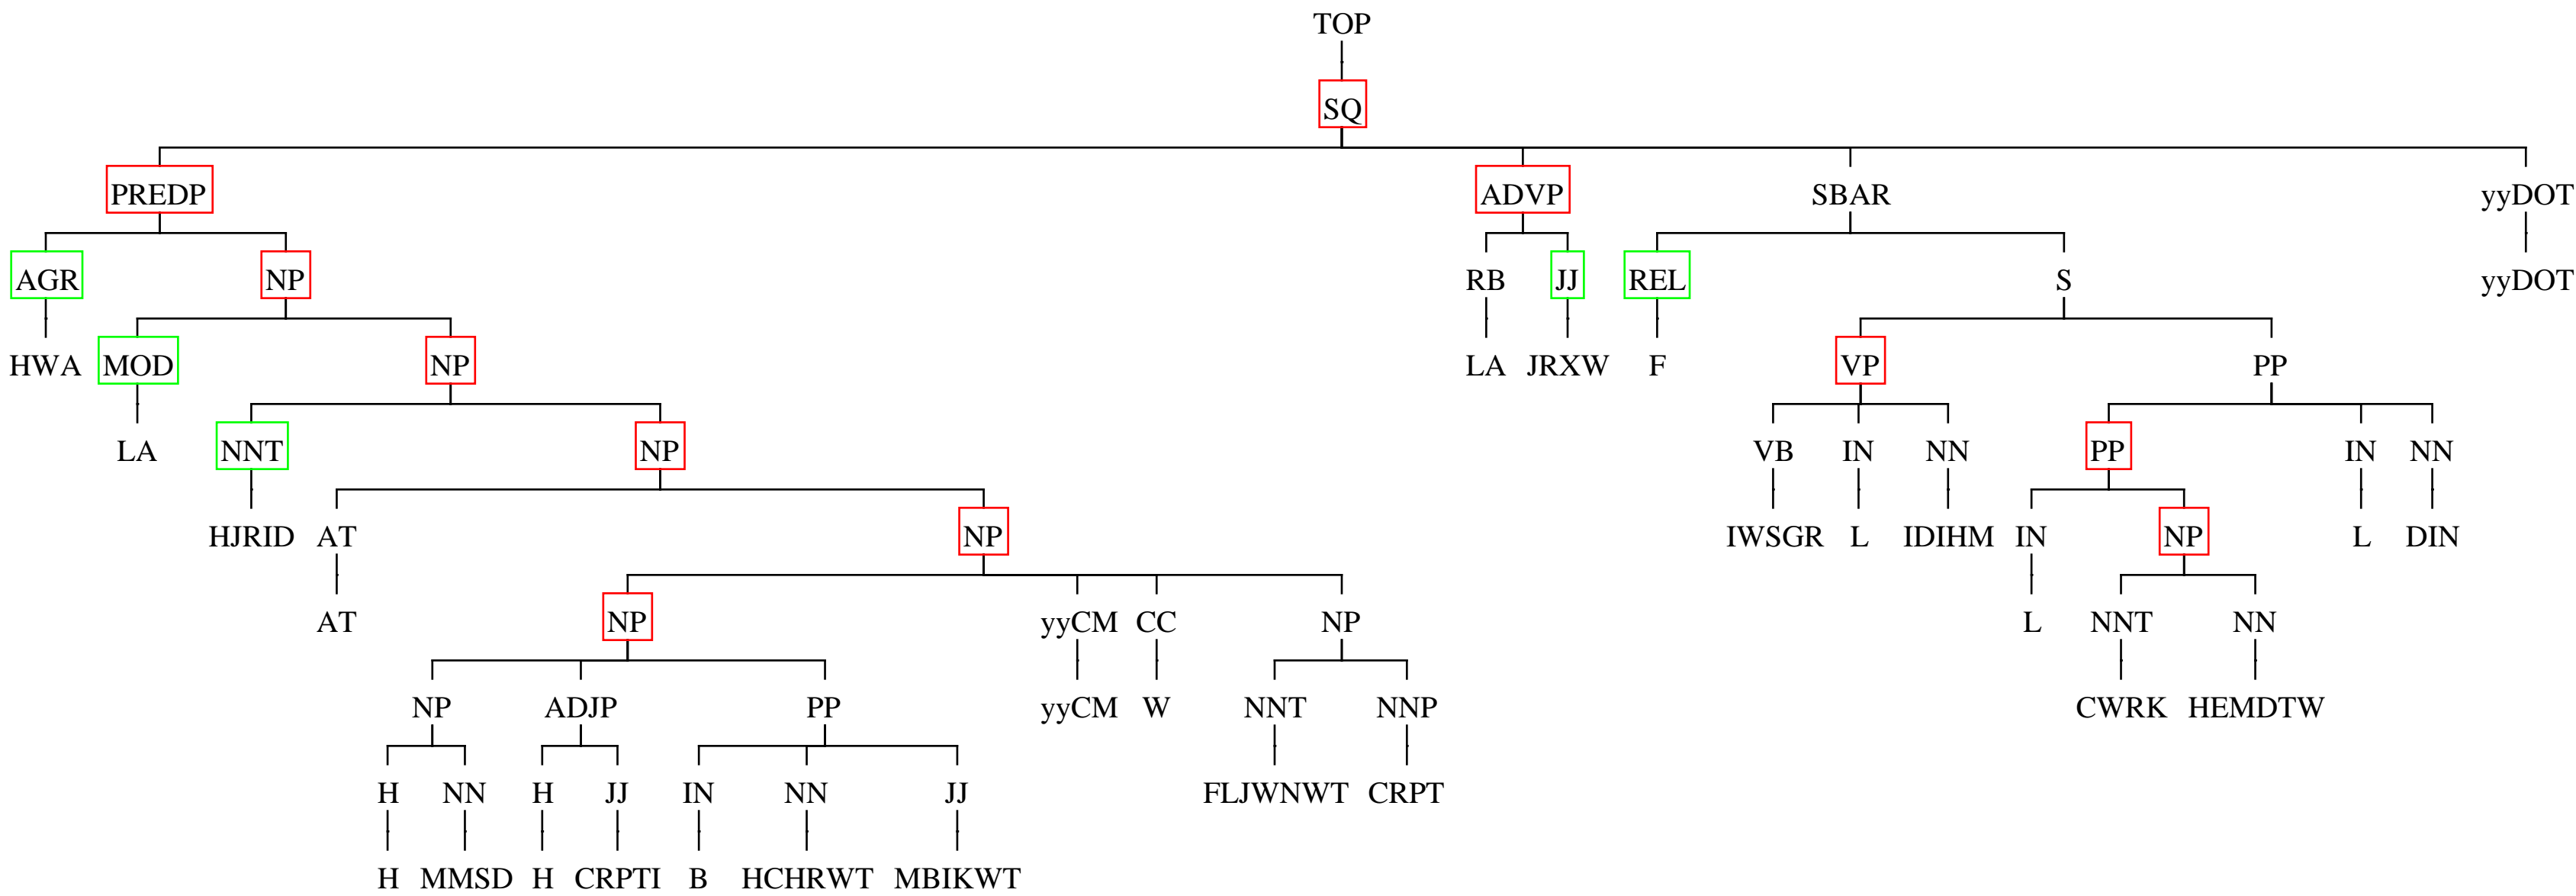 TOP
SQ
PREDP ADVP SBAR yyDOT
AGR NP RB JJ REL S yyDOT
HWA MOD NP LA JRXW F VP PP
LA NNT NP VB IN NN PP IN NN
HJRID AT NP IWSGR L IDIHM IN NP L DIN
AT NP yyCM CC NP L NNT NN
NP ADJP PP yyCM W NNT NNP CWRK HEMDTW
H NN H JJ IN NN JJ FLJWNWT CRPT
H MMSD H CRPTI B HCHRWT MBIKWT